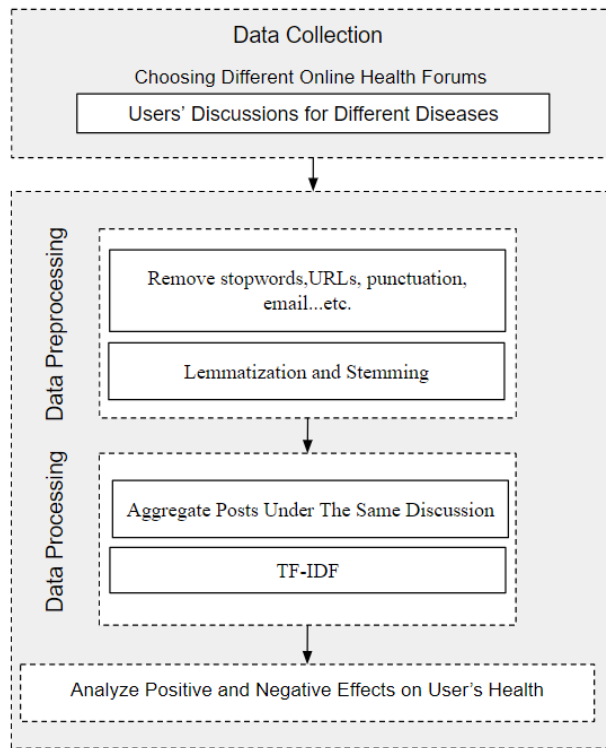 Data Collection
Choosing Different Online Health Forums
Users' Discussions for Different Diseases
Data Preprocessing
Remove stopwords,URLs, punctuation,
email...etc.
Lemmatization and Stemming
Data Processing
Aggregate Posts Under The Same Discussion
TF-IDF
Analyze Positive and Negative Effects on User's Health